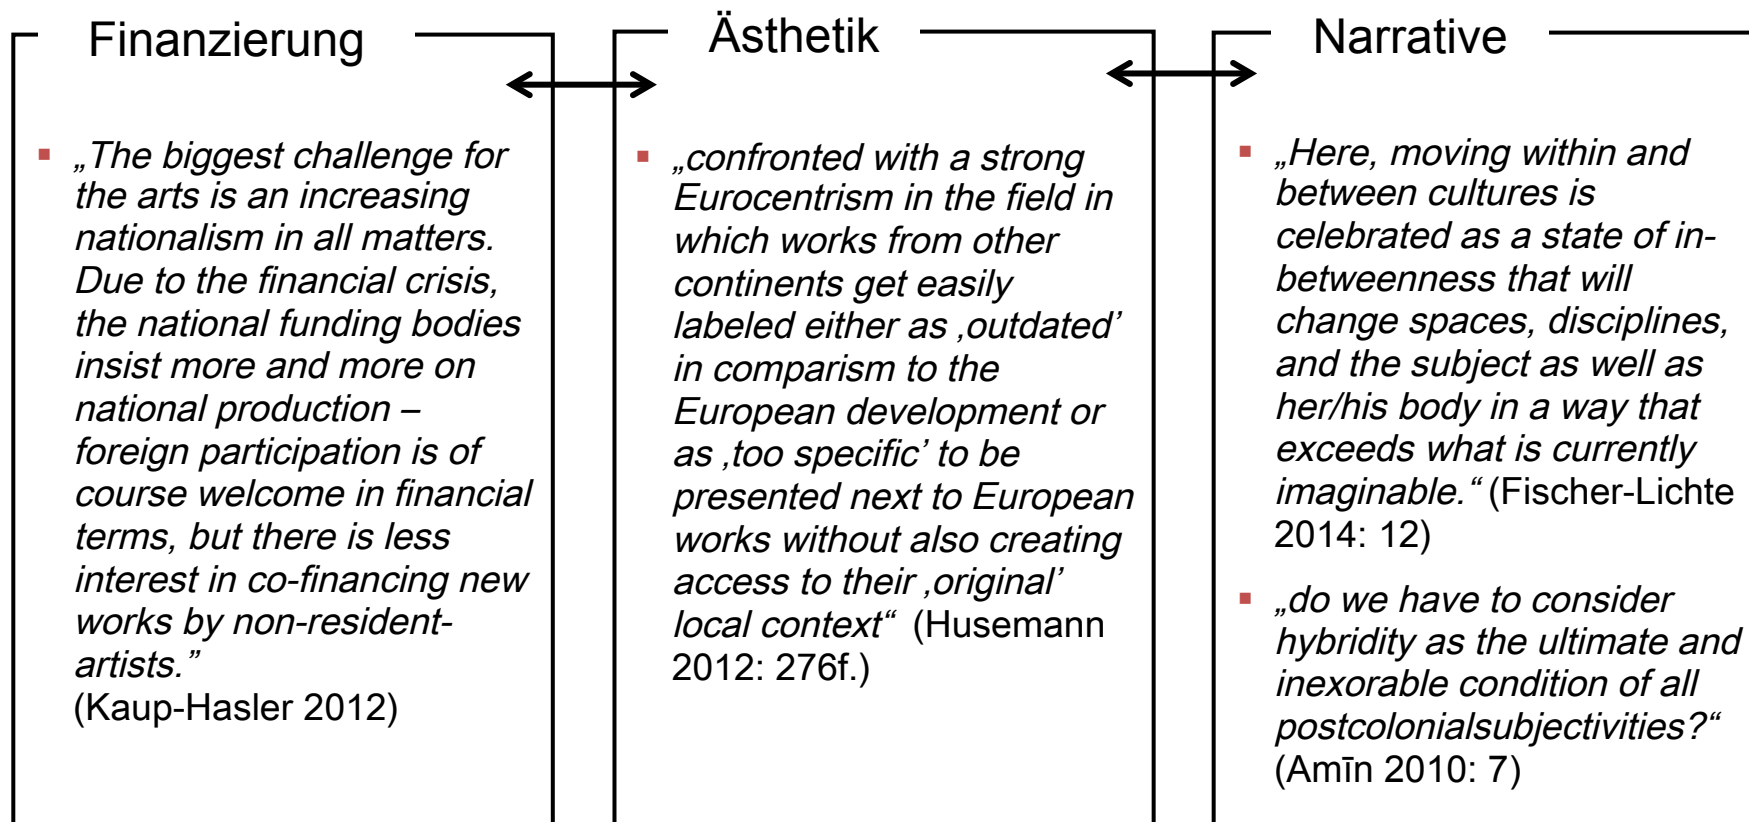 Finanzierung
▪ „The biggest challenge for
the arts is an increasing
nationalism in all matters.
Due to the financial crisis,
the national funding bodies
insist more and more on
national production –
foreign participation is of
course welcome in financial
terms, but there is less
interest in co-financing new
works by non-resident-
artists.”
(Kaup-Hasler 2012)
Ästhetik
▪ „confronted with a strong
Eurocentrism in the field in
which works from other
continents get easily
labeled either as ‚outdated’
in comparism to the
European development or
as ‚too specific’ to be
presented next to European
works without also creating
access to their ‚original’
local context“ (Husemann
2012: 276f.)
Narrative
▪ „Here, moving within and
between cultures is
celebrated as a state of in-
betweenness that will
change spaces, disciplines,
and the subject as well as
her/his body in a way that
exceeds what is currently
imaginable.“ (Fischer-Lichte
2014: 12)
▪ „do we have to consider
hybridity as the ultimate and
inexorable condition of all
postcolonialsubjectivities?“
(Amīn 2010: 7)